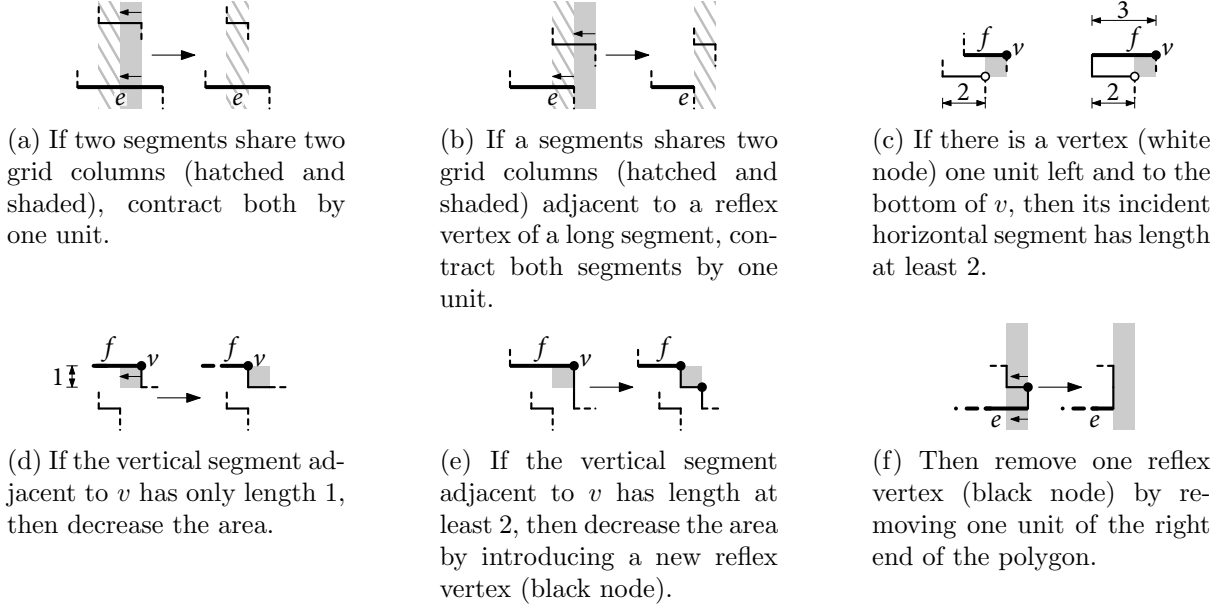 e
e
(a) If two segments share two
grid columns (hatched and
shaded), contract both by
one unit.
e
e
(b) If a segments shares two
grid columns (hatched and
shaded) adjacent to a reflex
vertex of a long segment, con-
tract both segments by one
unit.
3
f v f v
2 2
(c) If there is a vertex (white
node) one unit left and to the
bottom of v, then its incident
horizontal segment has length
at least 2.
f v f v
1
(d) If the vertical segment ad-
jacent to v has only length 1,
then decrease the area.
f v f
(e) If the vertical segment
adjacent to v has length at
least 2, then decrease the area
by introducing a new reflex
vertex (black node).
e e
(f) Then remove one reflex
vertex (black node) by re-
moving one unit of the right
end of the polygon.